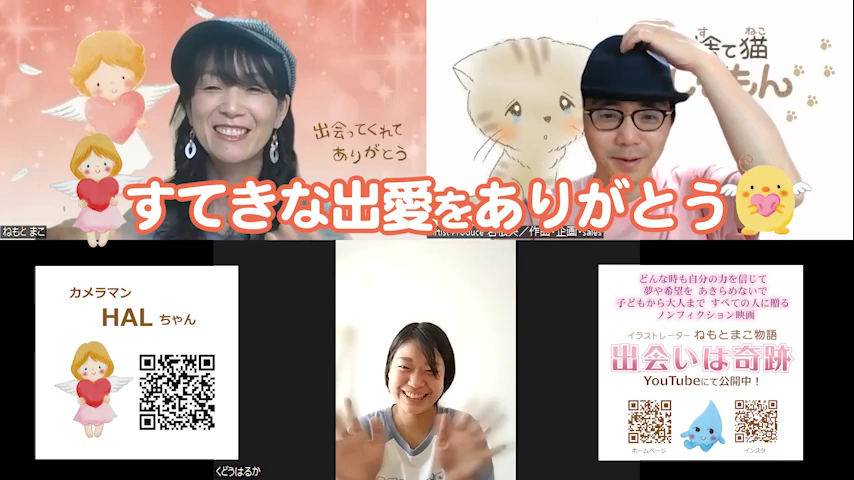 出会ってくれて
ありがとう
捨て猫
す ねこ
もん
すてきな出愛をありがとう
ねもと まこ
カメラマン
HAL ちゃん
くどうはるか
どんな時も自分の力を信じて
夢や希望を あきらめないで
子どもから大人まで すべての人に贈る
ノンフィクション映画
イラストレーター ねもとまこ物語
出会いは奇跡
YouTubeにて公開中！
ホームページ
インスタ